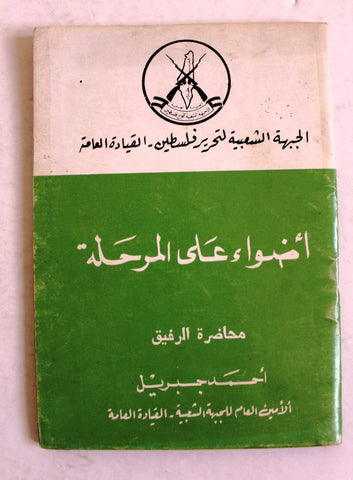 الجبهة الشعبية لتحرير فلسطين - القيادة العامة
أضواء على المرحلة
محاضرة الرفيق
أحمد جبريل
الأمين العام للجبهة الشعبية - القيادة العامة